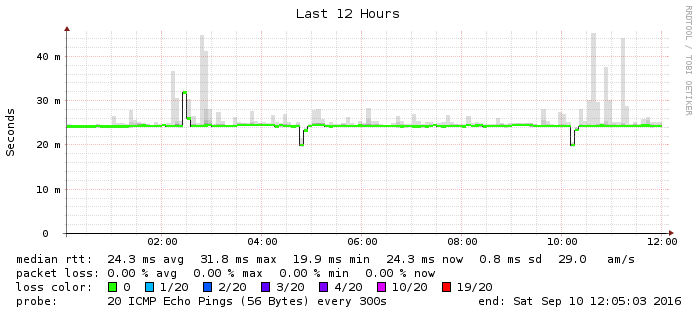 Last 12 Hours
RRDTOOL / TOBI OETIKER
Seconds
40 m
30 m
20 m
10 m
0
02:00 04:00 06:00 08:00 10:00 12:00
median rtt: 24.3 ms avg 31.8 ms max 19.9 ms min 24.3 ms now 0.8 ms sd 29.0 am/s
packet loss: 0.00 % avg 0.00 % max 0.00 % min 0.00 % now
loss color: 0 1/20 2/20 3/20 4/20 10/20 19/20
probe: 20 ICMP Echo Pings (56 Bytes) every 300s end: Sat Sep 10 12:05:03 2016